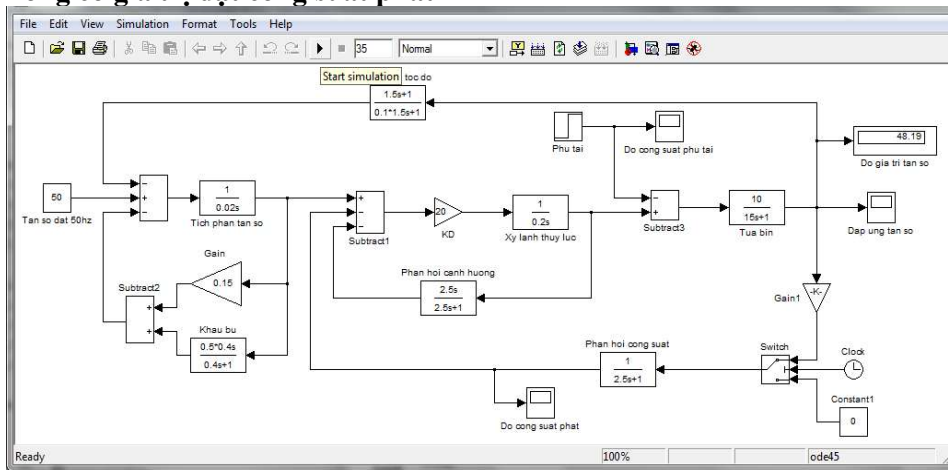 File Edit View Simulation Format Tools Help
35 Normal
Start simulation toc do
1.5s+1
0.1*1.5s+1
Phu tai
Do cong suat phu tai
48.19
Do gia tri tan so
50
Tan so dat 50hz
1
0.02s
Tich phan tan so
Subtract1
20
KD
1
0.2s
Xy lanh thuy luc
Subtract3
10
15s+1
Tua bin
Dap ung tan so
Gain
0.15
Subtract2
Khau bu
0.5*0.4s
0.4s+1
Phan hoi canh huong
2.5s
2.5s+1
Gain1
-K-
Phan hoi cong suat
1
2.5s+1
Switch
Clock
Do cong suat phat
Constant1
0
Ready 100% ode45